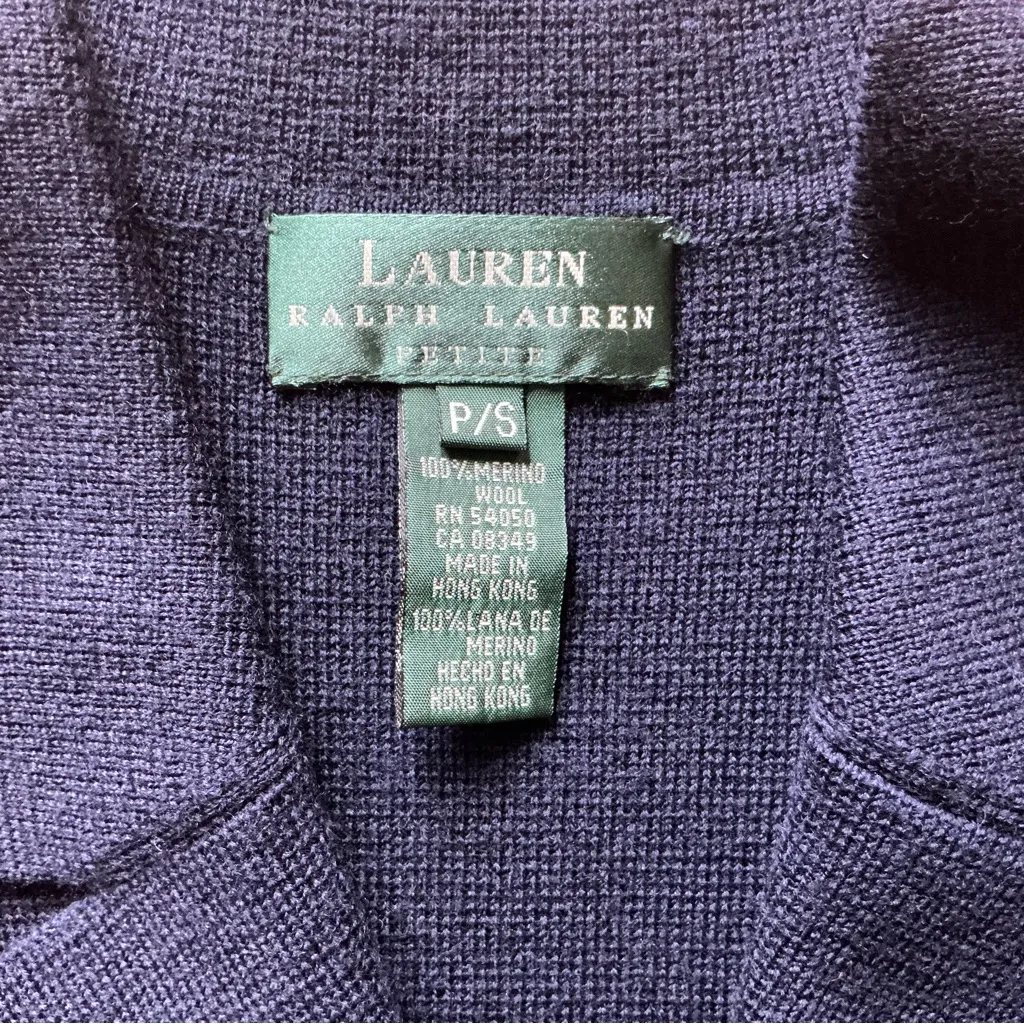 LAUREN
RALPH LAUREN
PETITE
P/S
100% MERINO
WOOL
RN 54050
CA 08349
MADE IN
HONG KONG
100% LANA DE
MERINO
HECHO EN
HONG KONG